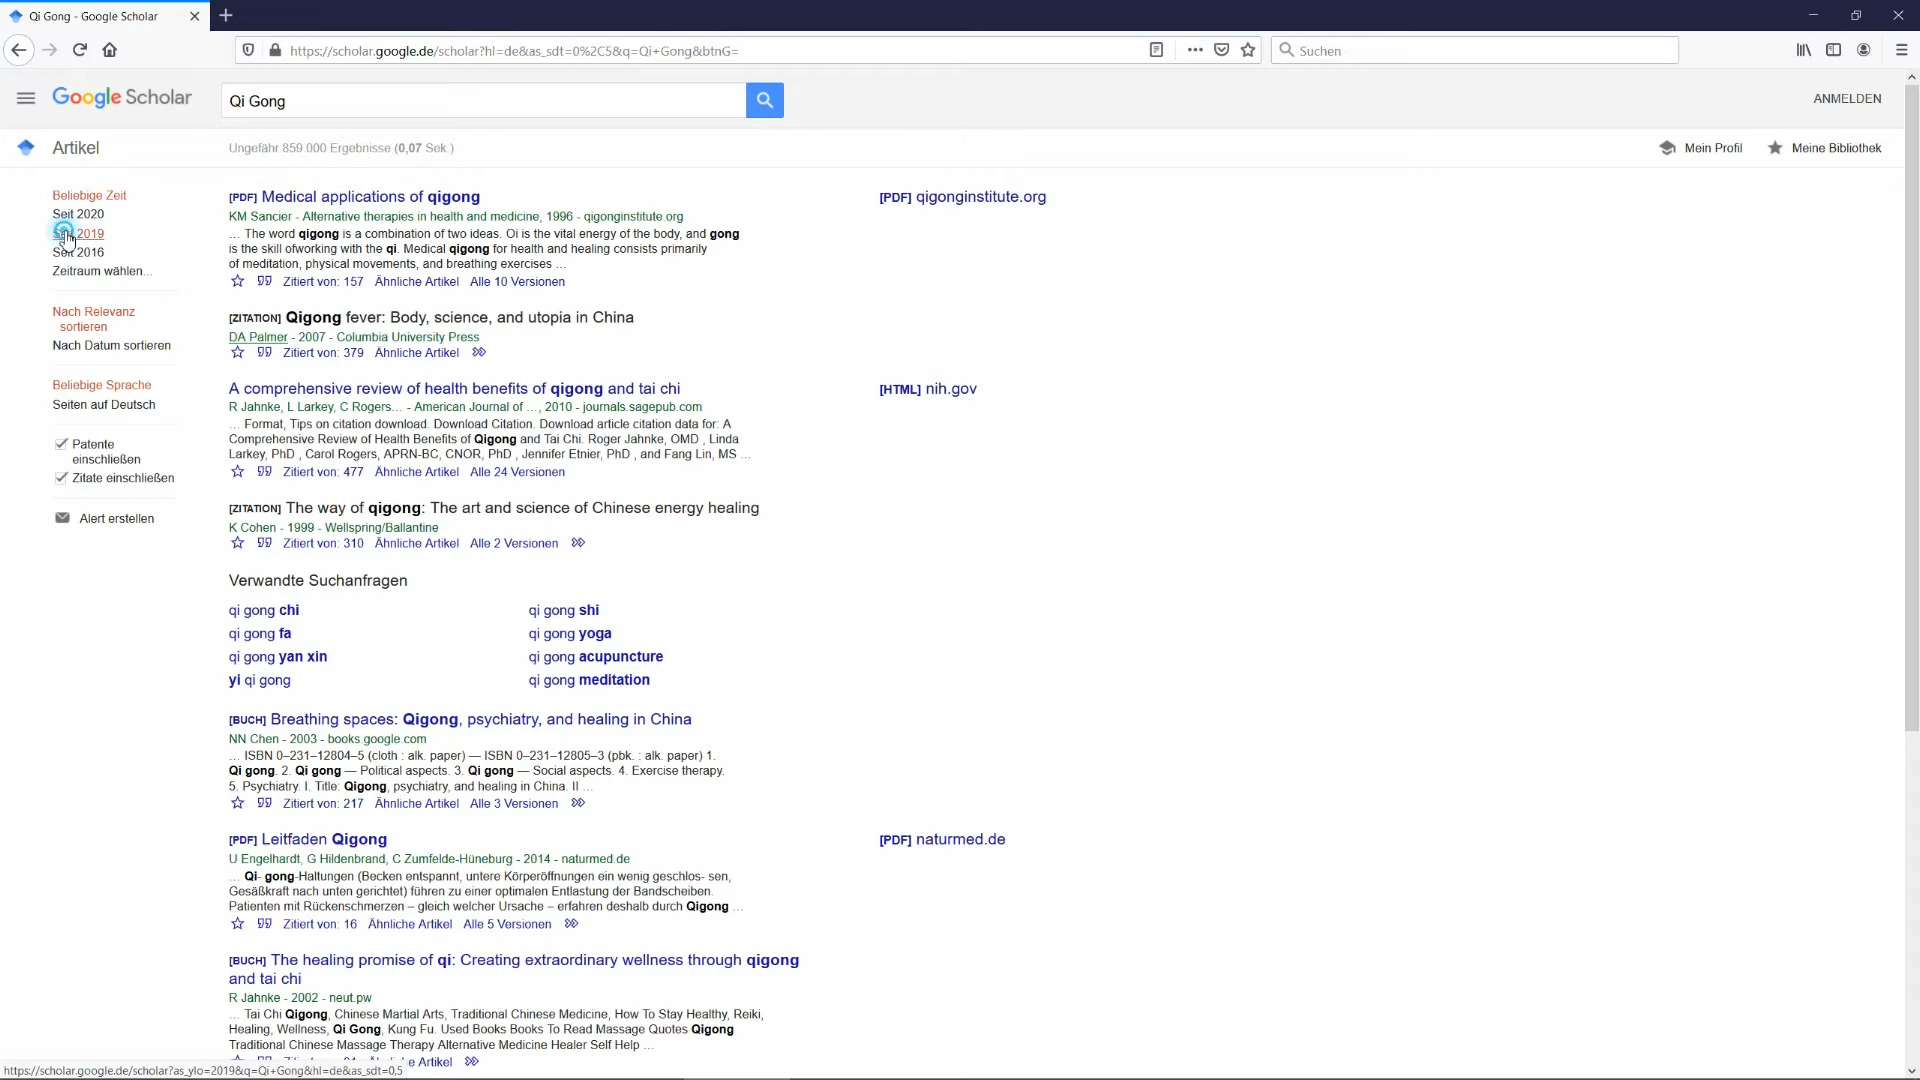 Qi Gong - Google Scholar
https://scholar.google.de/scholar?hl=de&as_sdt=0%2C5&q=Qi+Gong&btnG=
Suchen
Google Scholar
Qi Gong
ANMELDEN
Artikel
Ungefähr 859.000 Ergebnisse (0,07 Sek.)
Mein Profil
Meine Bibliothek
Beliebige Zeit
Seit 2020
2019
Seit 2016
Zeitraum wählen...
Nach Relevanz
sortieren
Nach Datum sortieren
Beliebige Sprache
Seiten auf Deutsch
Patente
einschließen
Zitate einschließen
Alert erstellen
[PDF] Medical applications of qigong
KM Sancier - Alternative therapies in health and medicine, 1996 - qigonginstitute.org
... The word qigong is a combination of two ideas. Oi is the vital energy of the body, and gong
is the skill ofworking with the qi. Medical qigong for health and healing consists primarily
of meditation, physical movements, and breathing exercises ...
Zitiert von: 157 Ähnliche Artikel Alle 10 Versionen
[PDF] qigonginstitute.org
[ZITATION] Qigong fever: Body, science, and utopia in China
DA Palmer - 2007 - Columbia University Press
Zitiert von: 379 Ähnliche Artikel
A comprehensive review of health benefits of qigong and tai chi
R Jahnke, L Larkey, C Rogers... - American Journal of ..., 2010 - journals.sagepub.com
... Format, Tips on citation download. Download Citation. Download article citation data for: A
Comprehensive Review of Health Benefits of Qigong and Tai Chi. Roger Jahnke, OMD , Linda
Larkey, PhD , Carol Rogers, APRN-BC, CNOR, PhD , Jennifer Etnier, PhD , and Fang Lin, MS ...
Zitiert von: 477 Ähnliche Artikel Alle 24 Versionen
[HTML] nih.gov
[ZITATION] The way of qigong: The art and science of Chinese energy healing
K Cohen - 1999 - Wellspring/Ballantine
Zitiert von: 310 Ähnliche Artikel Alle 2 Versionen
Verwandte Suchanfragen
qi gong chi
qi gong shi
qi gong fa
qi gong yoga
qi gong yan xin
qi gong acupuncture
yi qi gong
qi gong meditation
[BUCH] Breathing spaces: Qigong, psychiatry, and healing in China
NN Chen - 2003 - books.google.com
... ISBN 0–231–12804–5 (cloth : alk. paper) — ISBN 0–231–12805–3 (pbk. : alk. paper) 1.
Qi gong. 2. Qi gong — Political aspects. 3. Qi gong — Social aspects. 4. Exercise therapy.
5. Psychiatry. I. Title: Qigong, psychiatry, and healing in China. II ...
Zitiert von: 217 Ähnliche Artikel Alle 3 Versionen
[PDF] Leitfaden Qigong
U Engelhardt, G Hildenbrand, C Zumfelde-Hüneburg - 2014 - naturmed.de
... Qi- gong-Haltungen (Becken entspannt, untere Körperöffnungen ein wenig geschlos- sen,
Gesäßkraft nach unten gerichtet) führen zu einer optimalen Entlastung der Bandscheiben.
Patienten mit Rückenschmerzen – gleich welcher Ursache – erfahren deshalb durch Qigong ...
Zitiert von: 16 Ähnliche Artikel Alle 5 Versionen
[PDF] naturmed.de
[BUCH] The healing promise of qi: Creating extraordinary wellness through qigong
and tai chi
R Jahnke - 2002 - neut.pw
... Tai Chi Qigong, Chinese Martial Arts, Traditional Chinese Medicine, How To Stay Healthy, Reiki,
Healing, Wellness, Qi Gong, Kung Fu. Used Books Books To Read Massage Quotes Qigong
Traditional Chinese Massage Therapy Alternative Medicine Healer Self Help ...
e Artikel
https://scholar.google.de/scholar?as_ylo=2019&q=Qi+Gong&hl=de&as_sdt=0,5